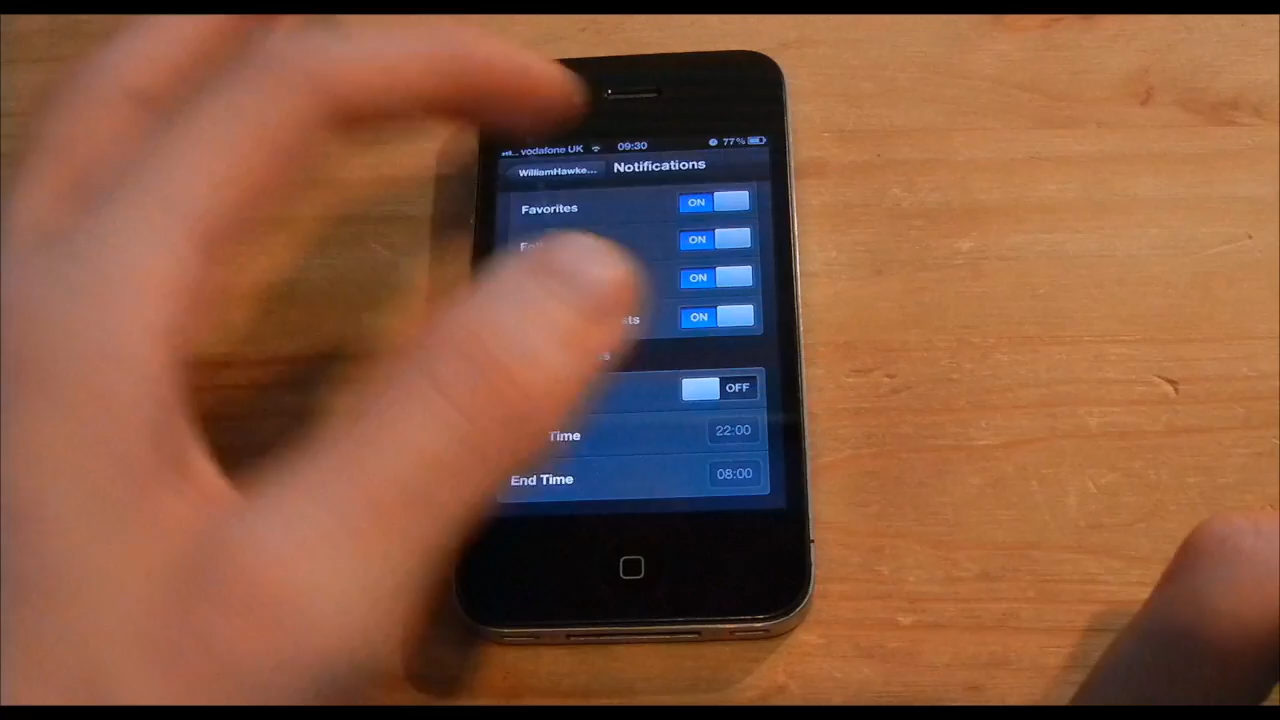 vodafone UK 09:30 77%
WilliamHawke... Notifications
Favorites ON
ON
ON
ON
OFF
Time 22:00
End Time 08:00